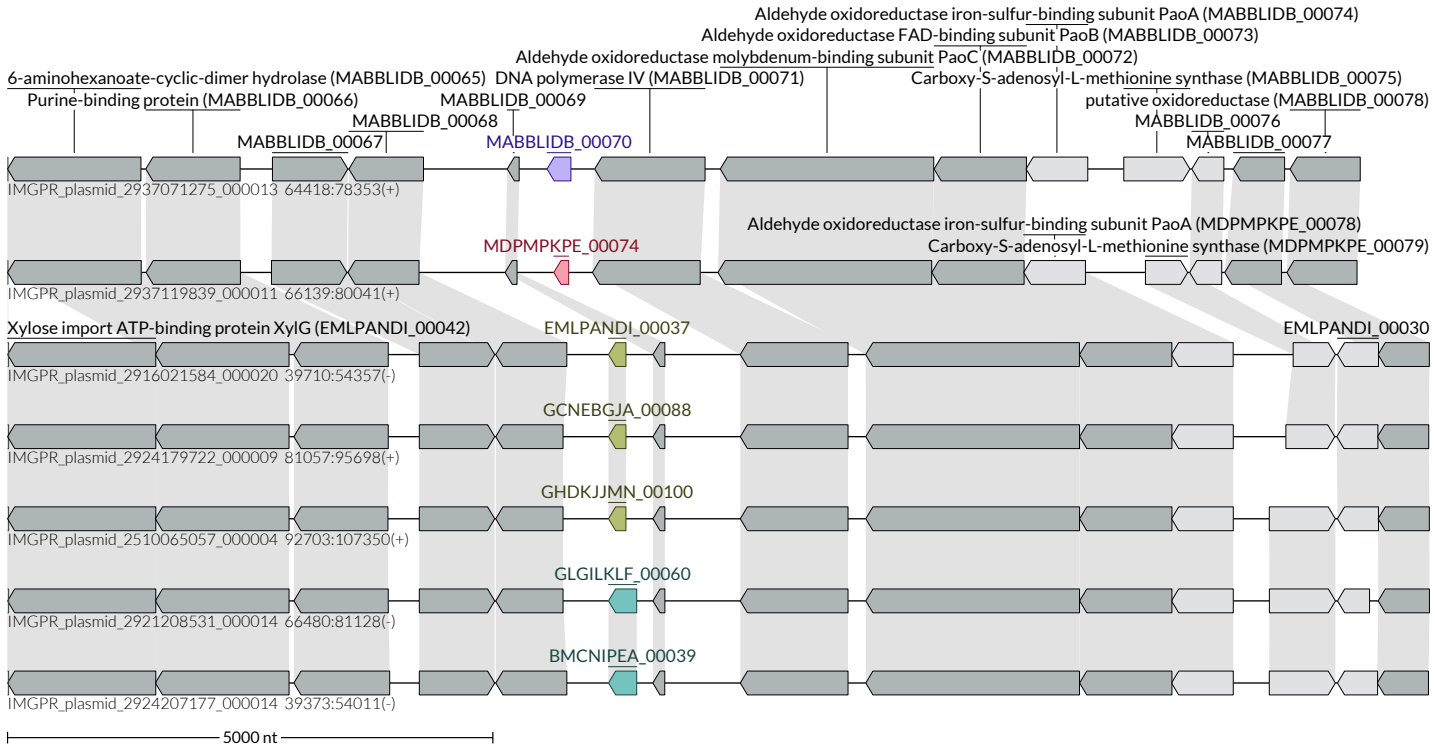 Aldehyde oxidoreductase iron-sulfur-binding subunit PaoA (MABBLIDB_00074)
Aldehyde oxidoreductase FAD-binding subunit PaoB (MABBLIDB_00073)
Aldehyde oxidoreductase molybdenum-binding subunit PaoC (MABBLIDB_00072)
6-aminohexanoate-cyclic-dimer hydrolase (MABBLIDB_00065) DNA polymerase IV (MABBLIDB_00071) Carboxy-S-adenosyl-L-methionine synthase (MABBLIDB_00075)
Purine-binding protein (MABBLIDB_00066) MABBLIDB_00069 putative oxidoreductase (MABBLIDB_00078)
MABBLIDB_00068 MABBLIDB_00076
MABBLIDB_00067 MABBLIDB_00070 MABBLIDB_00077
IMGPR_plasmid_2937071275_000013 64418:78353(+)
Aldehyde oxidoreductase iron-sulfur-binding subunit PaoA (MDPMPKPE_00078)
MDPMPKPE_00074 Carboxy-S-adenosyl-L-methionine synthase (MDPMPKPE_00079)
IMGPR_plasmid_2937119839_000011 66139:80041(+)
Xylose import ATP-binding protein XylG (EMLPANDI_00042) EMLPANDI_00037 EMLPANDI_00030
IMGPR_plasmid_2916021584_000020 39710:54357(-)
GCNEBGJA_00088
IMGPR_plasmid_2924179722_000009 81057:95698(+)
GHDKJJMN_00100
IMGPR_plasmid_2510065057_000004 92703:107350(+)
GLGILKLF_00060
IMGPR_plasmid_2921208531_000014 66480:81128(-)
BMCNIPEA_00039
IMGPR_plasmid_2924207177_000014 39373:54011(-)
5000 nt